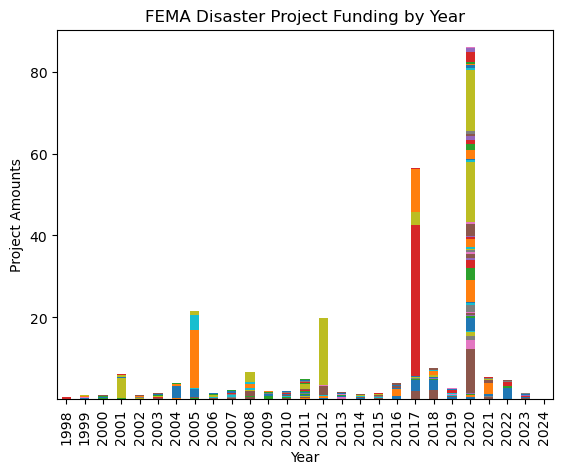 FEMA Disaster Project Funding by Year
80
60
40
20
Project Amounts
1998 1999 2000 2001 2002 2003 2004 2005 2006 2007 2008 2009 2010 2011 2012 2013 2014 2015 2016 2017 2018 2019 2020 2021 2022 2023 2024
Year